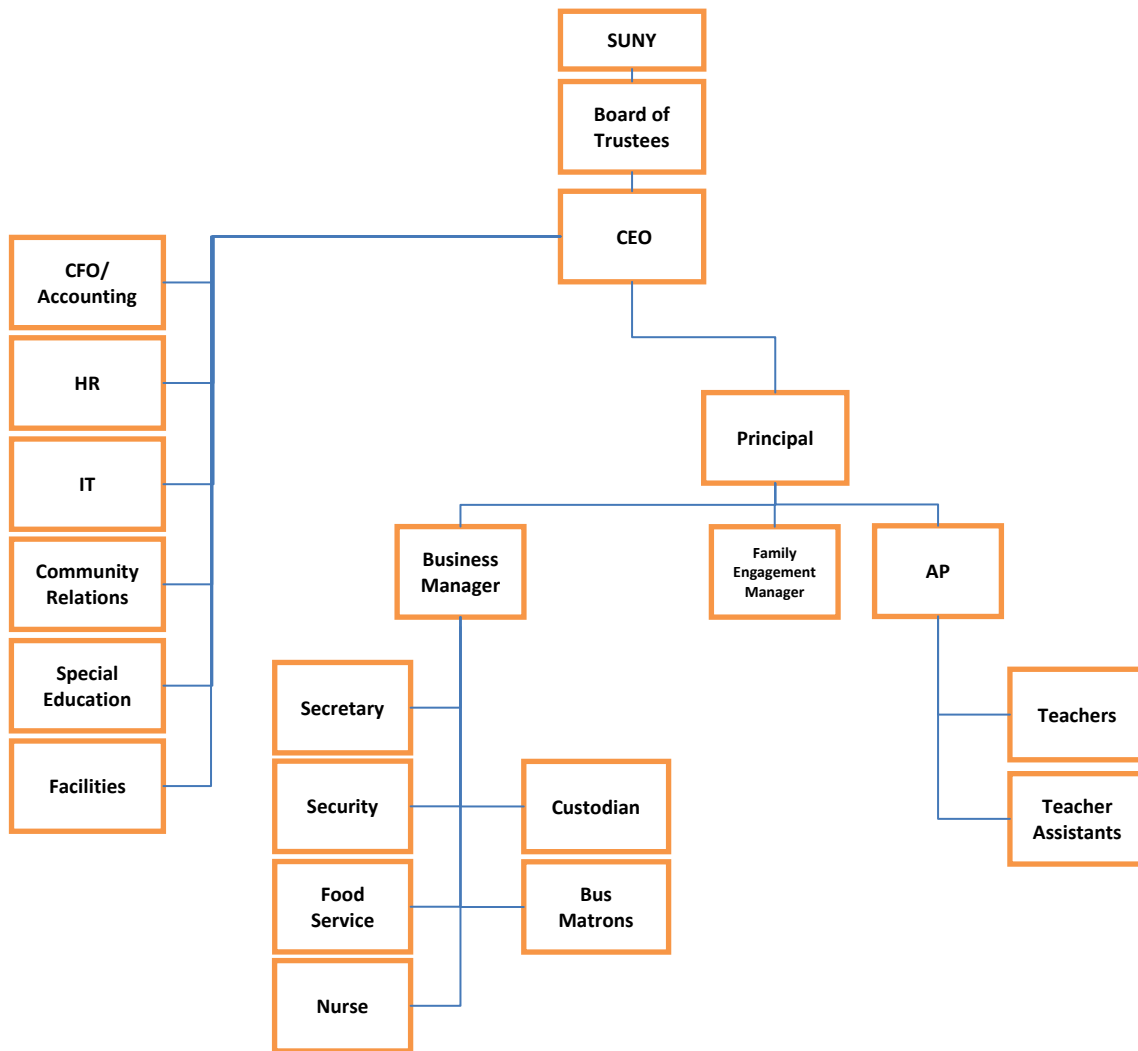 SUNY
Board of
Trustees
CEO
CFO/
Accounting
HR
IT
Community
Relations
Special
Education
Facilities
Principal
Business
Manager
Family
Engagement
Manager
AP
Secretary
Security
Food
Service
Nurse
Custodian
Bus
Matrons
Teachers
Teacher
Assistants